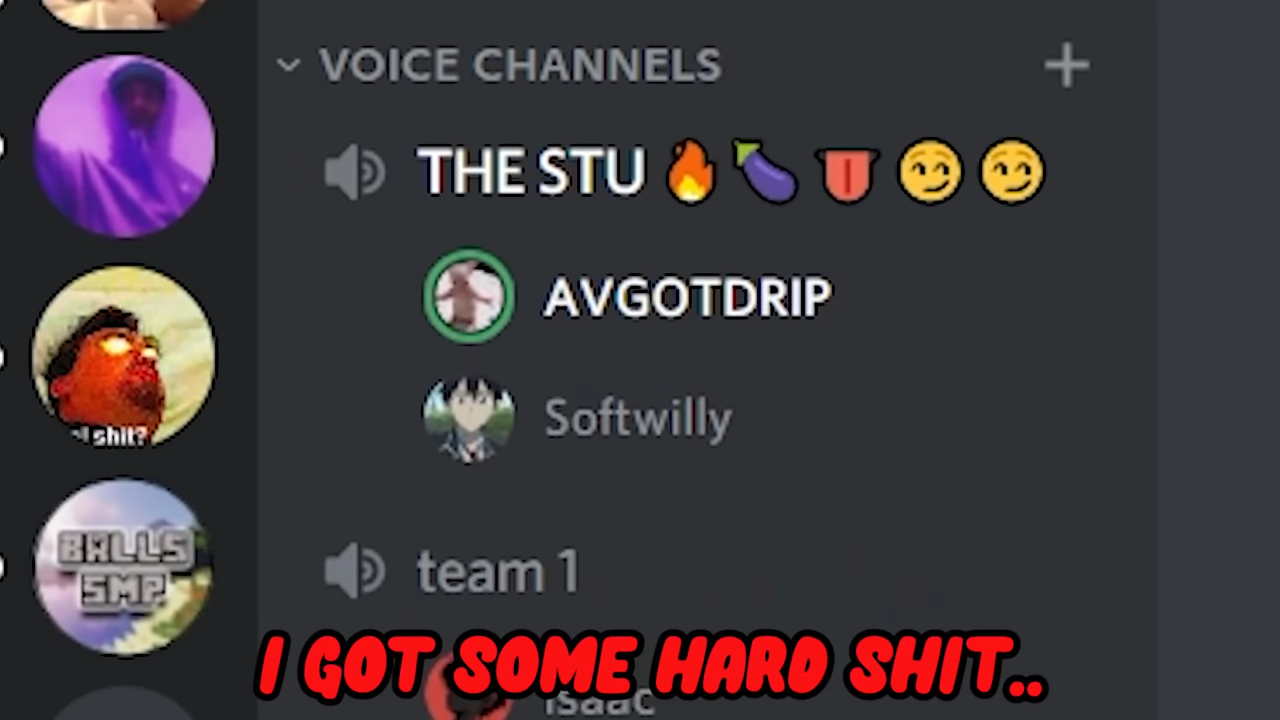 VOICE CHANNELS
THE STU 🔥🍆👅😏😏
AVGOTDRIP
Softwilly
shit?
BALLS
SMP
team 1
I GOT SOME HARD SHIT..
isaac